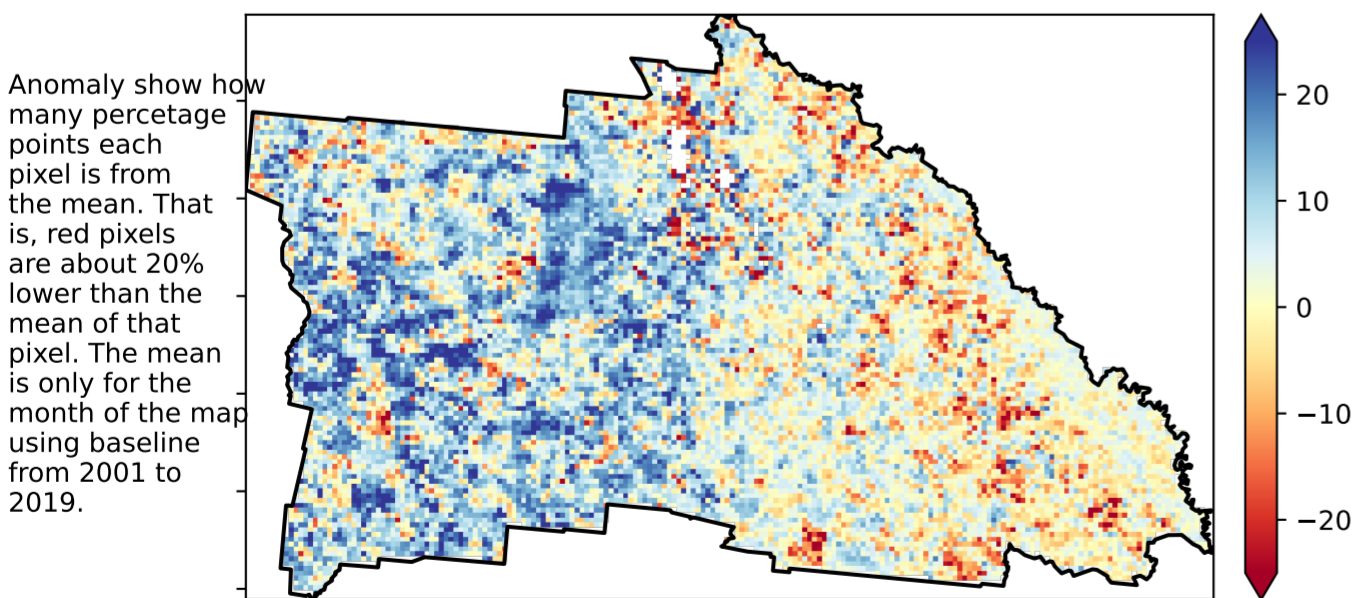 Anomaly show how
many percetage
points each
pixel is from
the mean. That
is, red pixels
are about 20%
lower than the
mean of that
pixel. The mean
is only for the
month of the map
using baseline
from 2001 to
2019.
20
10
0
−10
−20